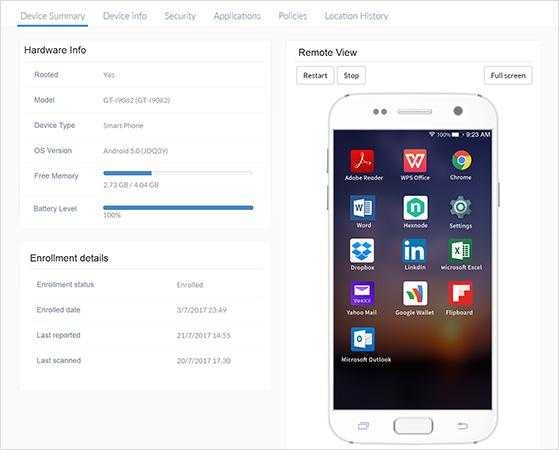 Device Summary Device info Security Applications Policies Location History
Hardware Info
Rooted Yes
Model GT-I9082 (GT-I9082)
Device Type Smart Phone
OS Version Android 5.0 (JDQ39)
Free Memory
2.73 GB / 4.04 GB
Battery Level
100%
Enrollment details
Enrollment status Enrolled
Enrolled date 3/7/2017 23:49
Last reported 21/7/2017 14:55
Last scanned 20/7/2017 17:30
Remote View
Restart Stop Full screen
100% 9:23 AM
Adobe Reader WPS Office Chrome
Word Hexnode Settings
Dropbox LinkdIn microsoft Excel
YAHOO!
Yahoo Mail Google Wallet Flipboard
Microsoft Outlook